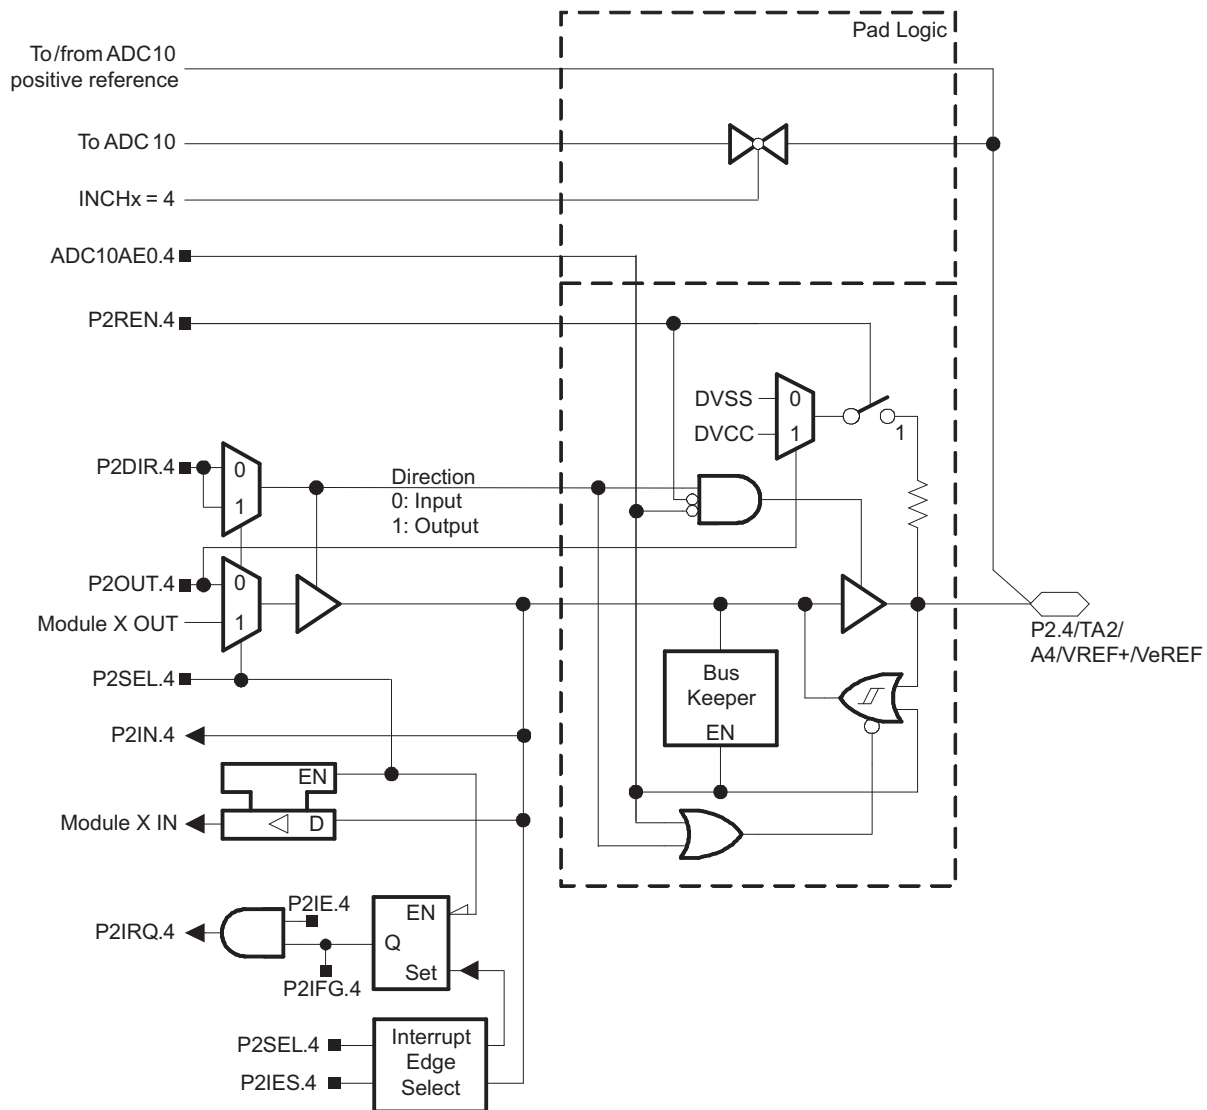 Pad Logic
To/from ADC10
positive reference
To ADC10
INCHx = 4
ADC10AE0.4
P2REN.4
DVSS
0
DVCC
1
1
P2DIR.4
0
1
Direction
0: Input
1: Output
P2OUT.4
0
Module X OUT
1
P2.4/TA2/
A4/VREF+/VeREF
P2SEL.4
Bus
Keeper
EN
P2IN.4
EN
Module X IN
D
P2IE.4
EN
P2IRQ.4
Q
Set
P2IFG.4
P2SEL.4
P2IES.4
Interrupt
Edge
Select